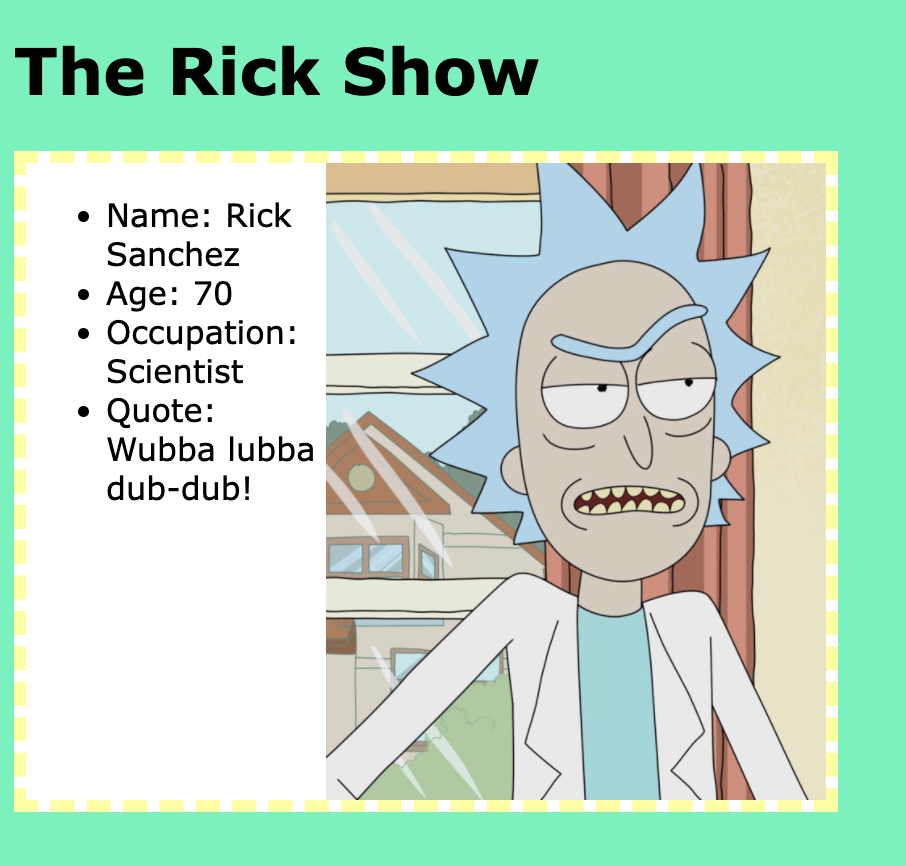 The Rick Show
• Name: Rick
Sanchez
• Age: 70
• Occupation:
Scientist
• Quote:
Wubba lubba
dub-dub!